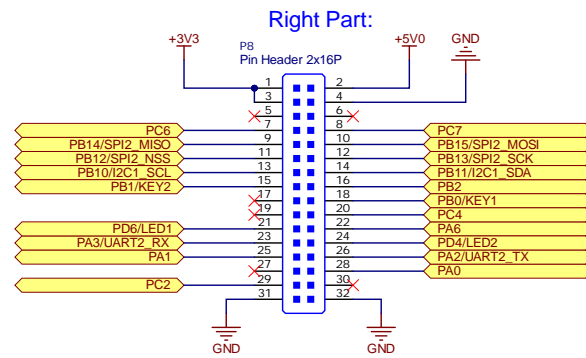 Right Part:
+3V3
P8
Pin Header 2x16P
+5V0
GND
1 2
3 4
5 6
PC6 7 8 PC7
PB14/SPI2_MISO 9 10 PB15/SPI2_MOSI
PB12/SPI2_NSS 11 12 PB13/SPI2_SCK
PB10/I2C1_SCL 13 14 PB11/I2C1_SDA
PB1/KEY2 15 16 PB2
17 18 PB0/KEY1
19 20 PC4
PD6/LED1 21 22 PA6
PA3/UART2_RX 23 24 PD4/LED2
PA1 25 26 PA2/UART2_TX
27 28 PA0
PC2 29 30
31 32
GND GND